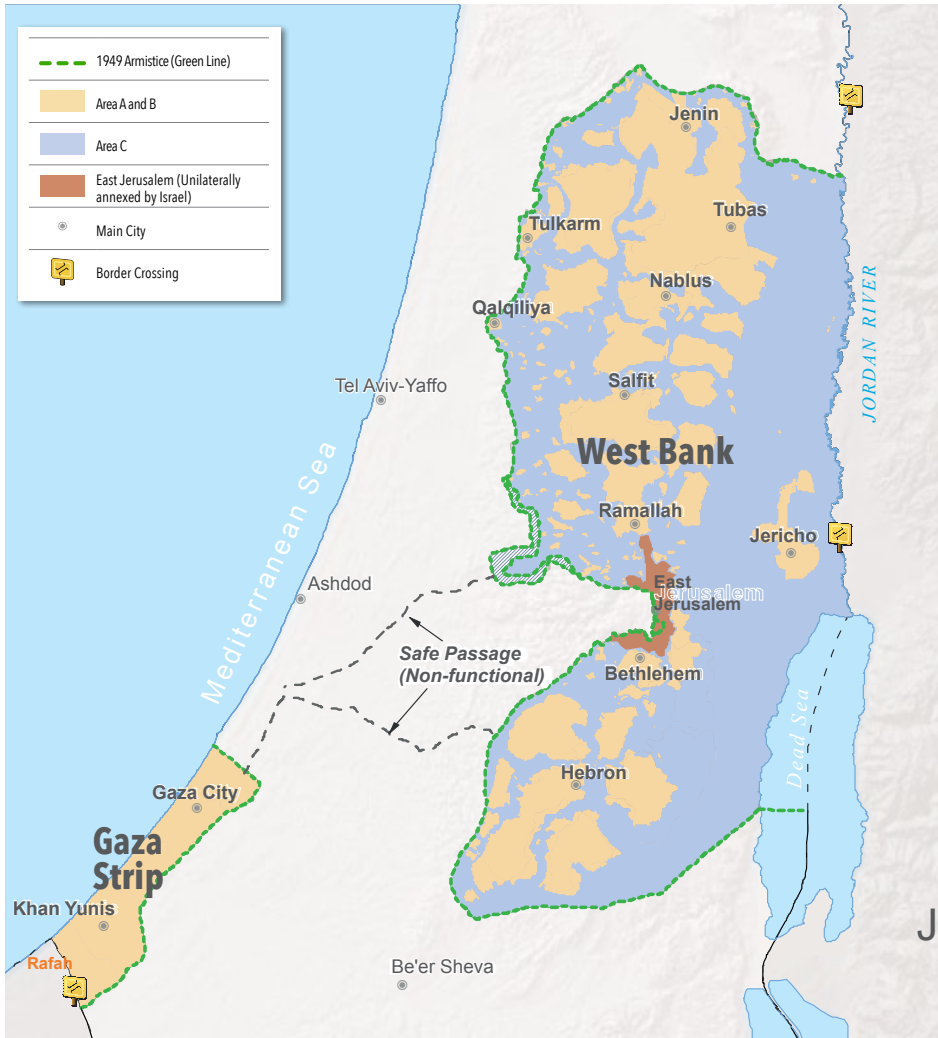 1949 Armistice (Green Line)
Area A and B
Area C
East Jerusalem (Unilaterally
annexed by Israel)
Main City
Border Crossing
Jenin
Tubas
Tulkarm
Nablus
Qalqiliya
JORDAN RIVER
Tel Aviv-Yaffo
Salfit
West Bank
Mediterranean Sea
Ramallah
Jericho
Ashdod
East
Jerusalem
Jerusalem
Safe Passage
(Non-functional)
Bethlehem
Dead Sea
Hebron
Gaza City
Gaza
Strip
Khan Yunis
J
Rafah
Be'er Sheva